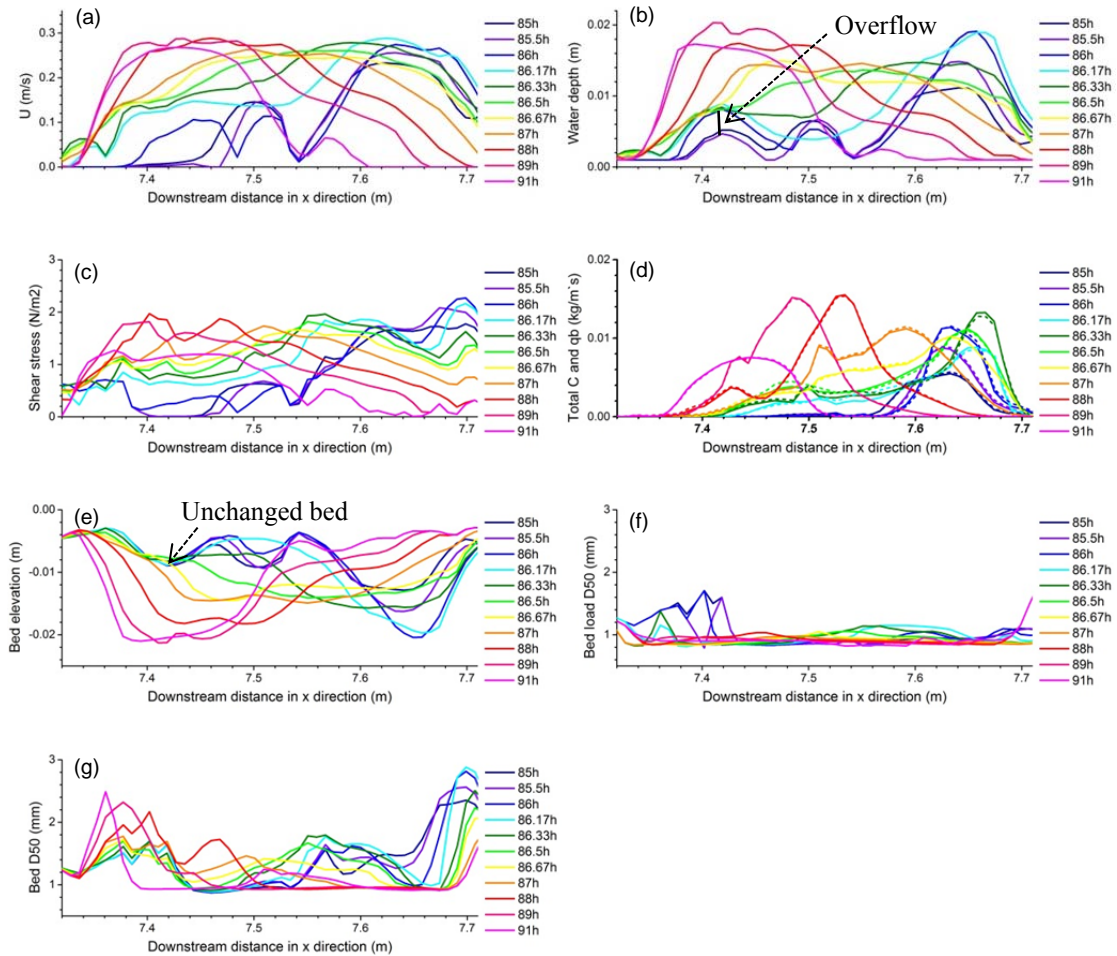 (a)
U (m/s)
0.3
0.2
0.1
0.0
7.4
7.5
7.6
7.7
Downstream distance in x direction (m)
85h
85.5h
86h
86.17h
86.33h
86.5h
86.67h
87h
88h
89h
91h
(b)
Overflow
Water depth (m)
0.02
0.01
0.00
7.4
7.5
7.6
7.7
Downstream distance in x direction (m)
85h
85.5h
86h
86.17h
86.33h
86.5h
86.67h
87h
88h
89h
91h
(c)
Shear stress (N/m2)
3
2
1
0
7.4
7.5
7.6
7.7
Downstream distance in x direction (m)
85h
85.5h
86h
86.17h
86.33h
86.5h
86.67h
87h
88h
89h
91h
(d)
Total C and qb (kg/m`s)
0.02
0.01
0.00
7.4
7.5
7.6
7.7
Downstream distance in x direction (m)
85h
85.5h
86h
86.17h
86.33h
86.5h
86.67h
87h
88h
89h
91h
(e)
Unchanged bed
Bed elevation (m)
0.00
-0.01
-0.02
7.4
7.5
7.6
7.7
Downstream distance in x direction (m)
85h
85.5h
86h
86.17h
86.33h
86.5h
86.67h
87h
88h
89h
91h
(f)
Bed load D50 (mm)
3
2
1
7.4
7.5
7.6
7.7
Downstream distance in x direction (m)
85h
85.5h
86h
86.17h
86.33h
86.5h
86.67h
87h
88h
89h
91h
(g)
Bed D50 (mm)
3
2
1
7.4
7.5
7.6
7.7
Downstream distance in x direction (m)
85h
85.5h
86h
86.17h
86.33h
86.5h
86.67h
87h
88h
89h
91h